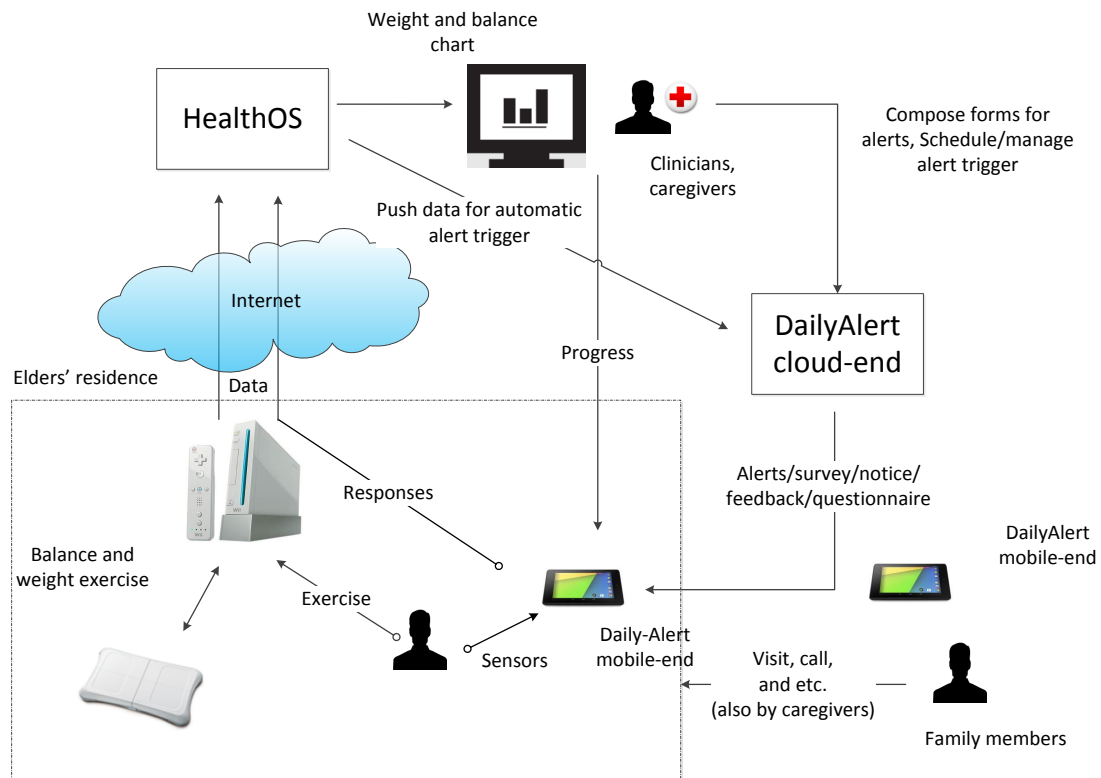 Weight and balance
chart
HealthOS
Clinicians,
caregivers
Compose forms for
alerts, Schedule/manage
alert trigger
Push data for automatic
alert trigger
Internet
DailyAlert
cloud-end
Progress
Elders’ residence
Data
Alerts/survey/notice/
feedback/questionnaire
Responses
DailyAlert
mobile-end
Balance and
weight exercise
Exercise
Sensors
Daily-Alert
mobile-end
Visit, call,
and etc.
(also by caregivers)
Family members